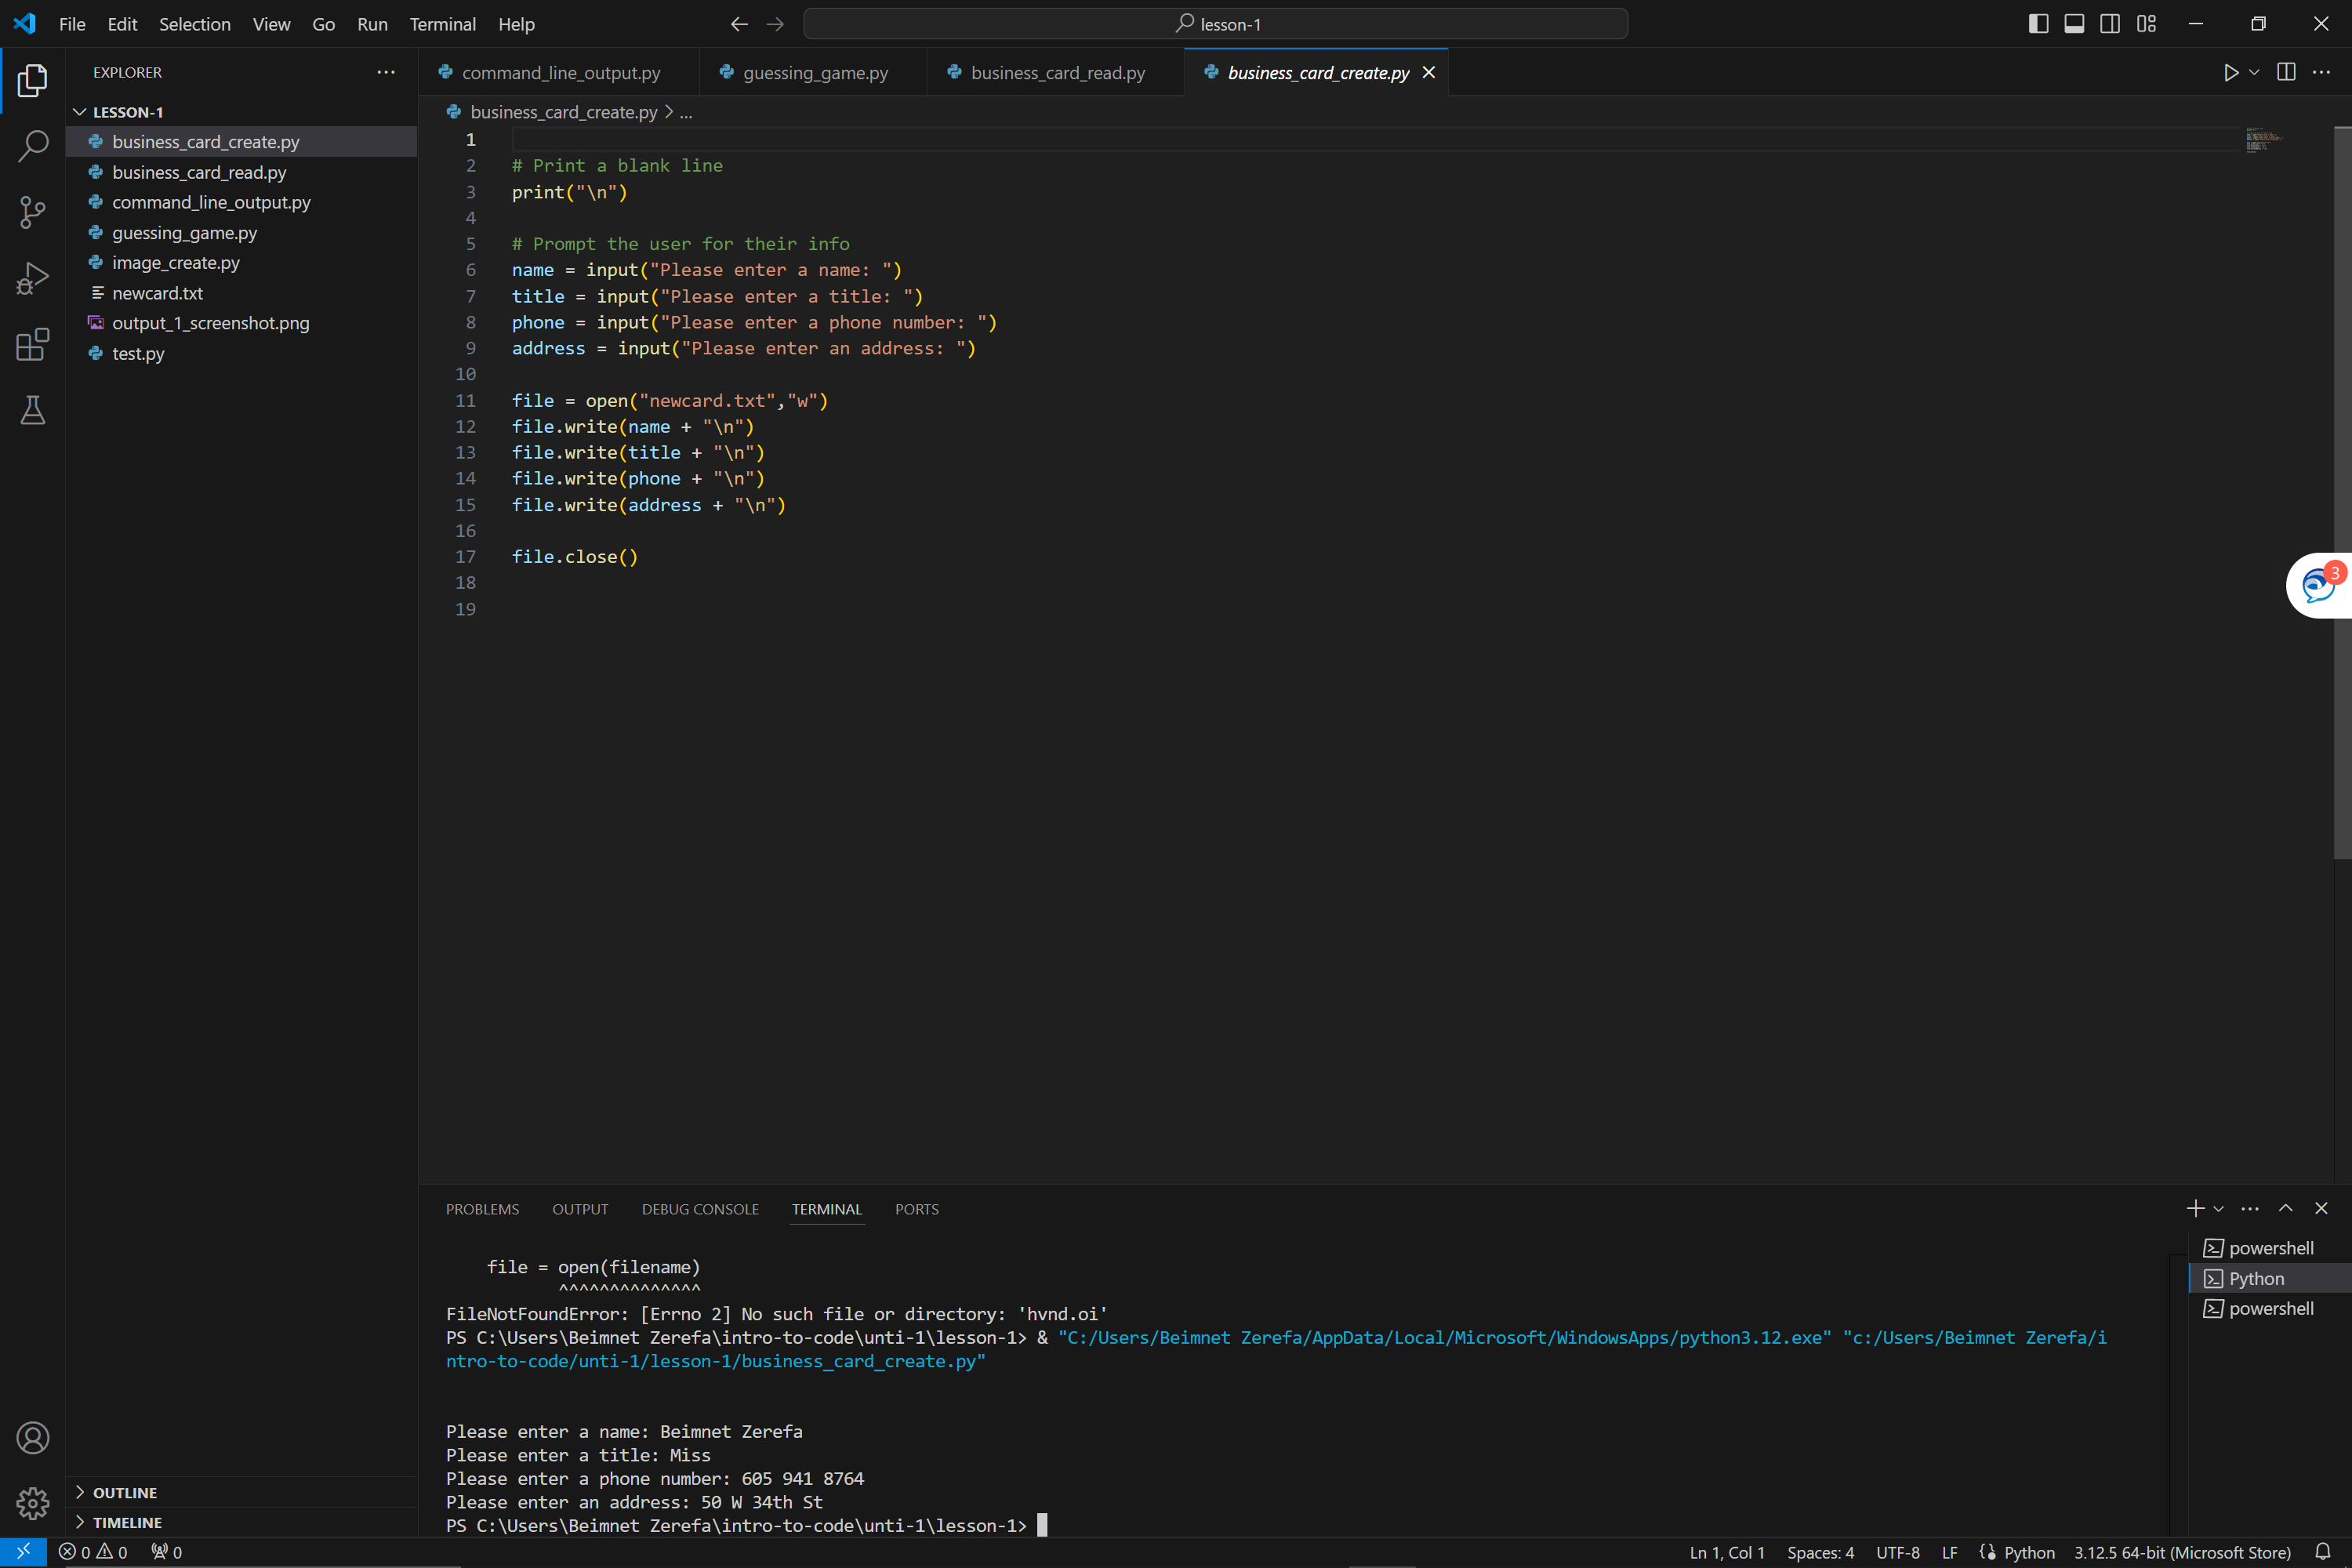 File Edit Selection View Go Run Terminal Help
lesson-1
EXPLORER
LESSON-1
business_card_create.py
business_card_read.py
command_line_output.py
guessing_game.py
image_create.py
newcard.txt
output_1_screenshot.png
test.py
OUTLINE
TIMELINE
command_line_output.py guessing_game.py business_card_read.py business_card_create.py
business_card_create.py > ...
1
2 # Print a blank line
3 print("\n")
4
5 # Prompt the user for their info
6 name = input("Please enter a name: ")
7 title = input("Please enter a title: ")
8 phone = input("Please enter a phone number: ")
9 address = input("Please enter an address: ")
10
11 file = open("newcard.txt","w")
12 file.write(name + "\n")
13 file.write(title + "\n")
14 file.write(phone + "\n")
15 file.write(address + "\n")
16
17 file.close()
18
19
3
PROBLEMS OUTPUT DEBUG CONSOLE TERMINAL PORTS
file = open(filename)
^^^^^^^^^^^^^^
FileNotFoundError: [Errno 2] No such file or directory: 'hvnd.oi'
PS C:\Users\Beimnet Zerefa\intro-to-code\unti-1\lesson-1> & "C:/Users/Beimnet Zerefa/AppData/Local/Microsoft/WindowsApps/python3.12.exe" "c:/Users/Beimnet Zerefa/i
ntro-to-code/unti-1/lesson-1/business_card_create.py"
Please enter a name: Beimnet Zerefa
Please enter a title: Miss
Please enter a phone number: 605 941 8764
Please enter an address: 50 W 34th St
PS C:\Users\Beimnet Zerefa\intro-to-code\unti-1\lesson-1>
powershell
Python
powershell
0 0 0 Ln 1, Col 1 Spaces: 4 UTF-8 LF Python 3.12.5 64-bit (Microsoft Store)